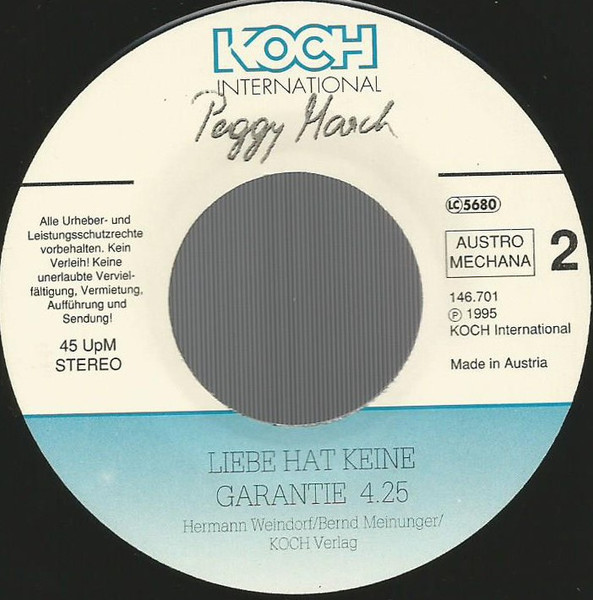 KOCH
INTERNATIONAL
Peggy March
Alle Urheber- und
Leistungsschutzrechte
vorbehalten. Kein
Verleih! Keine
unerlaubte Verviel-
fältigung, Vermietung,
Aufführung und
Sendung!
45 UpM
STEREO
LC 5680
AUSTRO
MECHANA
2
146.701
℗ 1995
KOCH International
Made in Austria
LIEBE HAT KEINE
GARANTIE 4.25
Hermann Weindorf/Bernd Meinunger/
KOCH Verlag